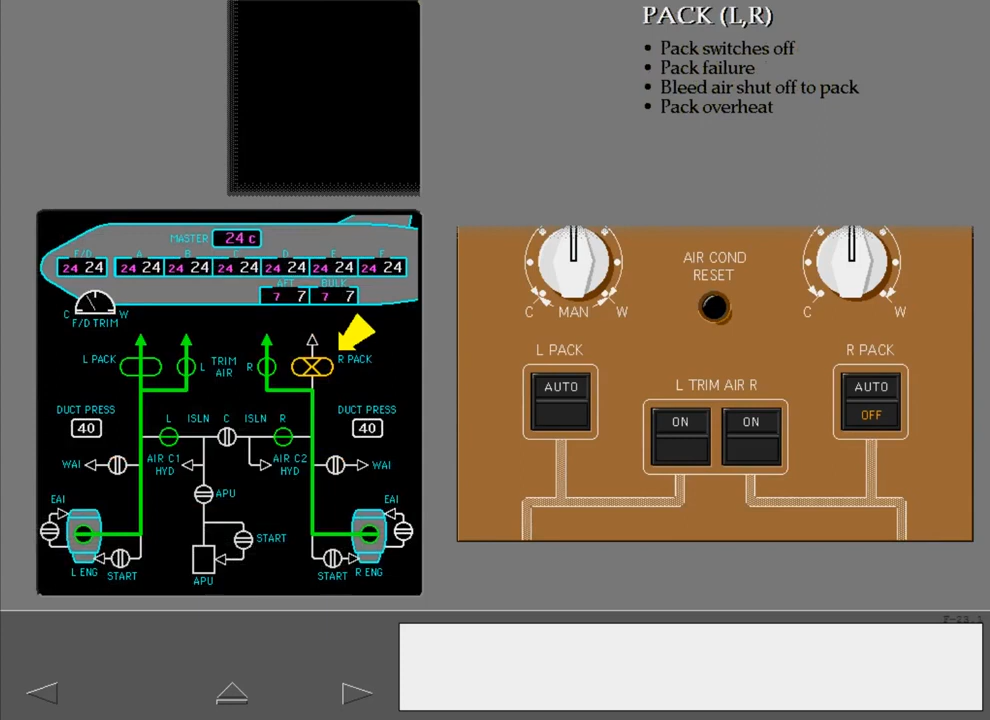 PACK (L,R)
• Pack switches off
• Pack failure
• Bleed air shut off to pack
• Pack overheat
MASTER 24 C
F/D A B C D E F
24 24 24 24 24 24 24 24 24 24 24 24 24 24
AFT BULK
7 7 7 7
C W
F/D TRIM
L PACK L TRIM AIR R R PACK
DUCT PRESS
40
L ISLN C ISLN R
DUCT PRESS
40
WAI AIR C1 HYD AIR C2 HYD WAI
APU
EAI EAI
START
L ENG START APU START R ENG
AIR COND
RESET
C MAN W C W
L PACK
AUTO
L TRIM AIR R
ON ON
R PACK
AUTO
OFF